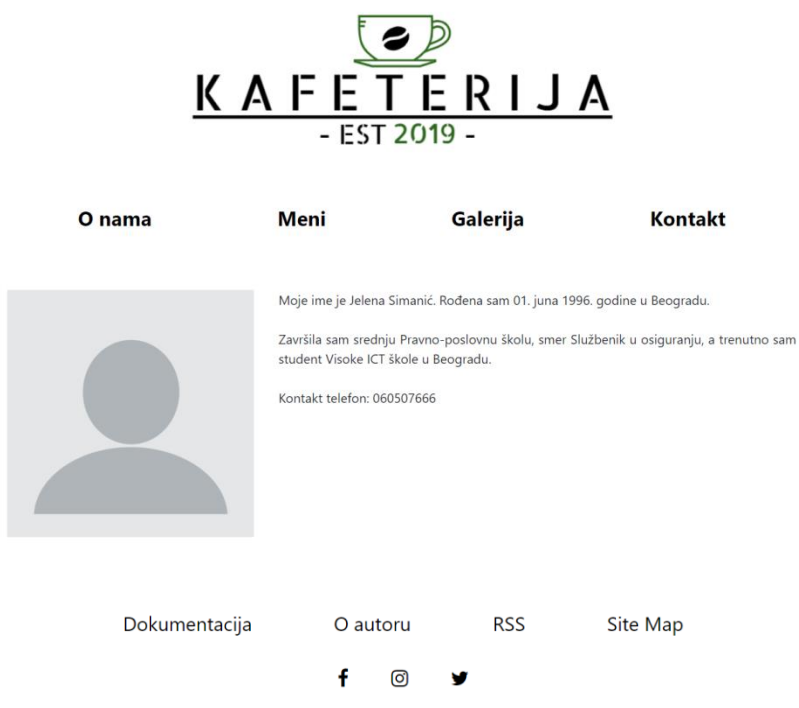 KAFETERIJA
- EST 2019 -
O nama Meni Galerija Kontakt
Moje ime je Jelena Simanić. Rođena sam 01. juna 1996. godine u Beogradu.
Završila sam srednju Pravno-poslovnu školu, smer Službenik u osiguranju, a trenutno sam
student Visoke ICT škole u Beogradu.
Kontakt telefon: 060507666
Dokumentacija O autoru RSS Site Map